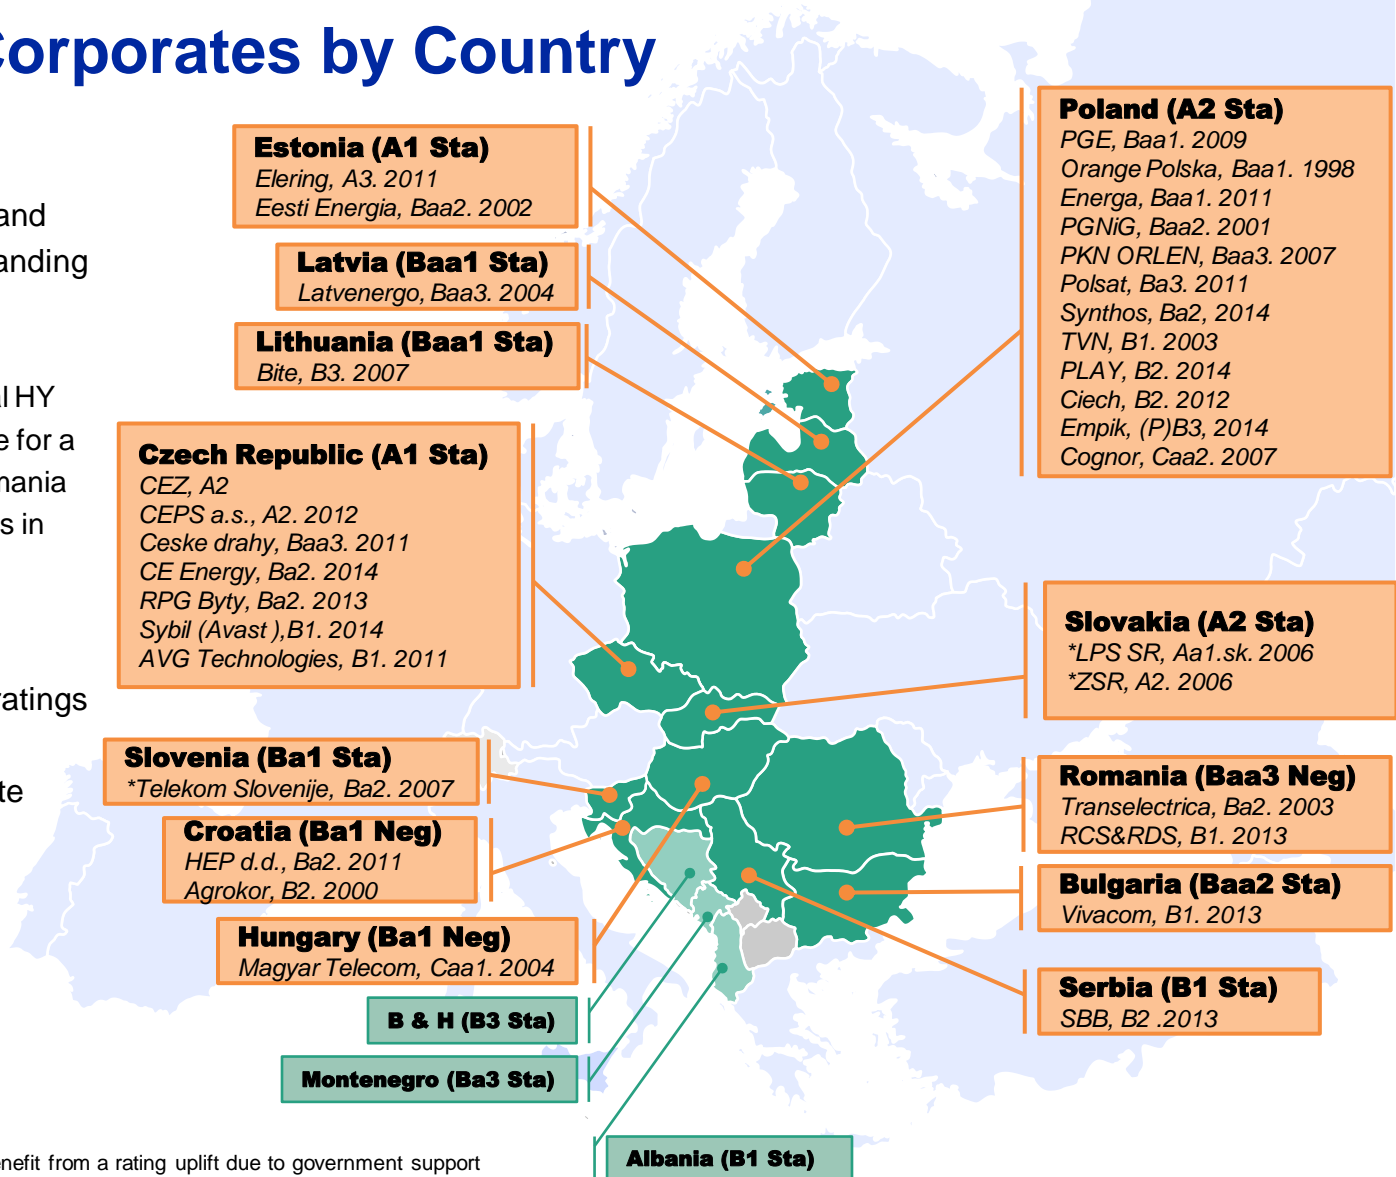 Corporates by Country
and
anding
al HY
e for a
mania
s in
ratings
te
Estonia (A1 Sta)
Elering, A3. 2011
Eesti Energia, Baa2. 2002
Latvia (Baa1 Sta)
Latvenergo, Baa3. 2004
Lithuania (Baa1 Sta)
Bite, B3. 2007
Czech Republic (A1 Sta)
CEZ, A2
CEPS a.s., A2. 2012
Ceske drahy, Baa3. 2011
CE Energy, Ba2. 2014
RPG Byty, Ba2. 2013
Sybil (Avast ),B1. 2014
AVG Technologies, B1. 2011
Slovenia (Ba1 Sta)
*Telekom Slovenije, Ba2. 2007
Croatia (Ba1 Neg)
HEP d.d., Ba2. 2011
Agrokor, B2. 2000
Hungary (Ba1 Neg)
Magyar Telecom, Caa1. 2004
B & H (B3 Sta)
Montenegro (Ba3 Sta)
Albania (B1 Sta)
Poland (A2 Sta)
PGE, Baa1. 2009
Orange Polska, Baa1. 1998
Energa, Baa1. 2011
PGNiG, Baa2. 2001
PKN ORLEN, Baa3. 2007
Polsat, Ba3. 2011
Synthos, Ba2, 2014
TVN, B1. 2003
PLAY, B2. 2014
Ciech, B2. 2012
Empik, (P)B3, 2014
Cognor, Caa2. 2007
Slovakia (A2 Sta)
*LPS SR, Aa1.sk. 2006
*ZSR, A2. 2006
Romania (Baa3 Neg)
Transelectrica, Ba2. 2003
RCS&RDS, B1. 2013
Bulgaria (Baa2 Sta)
Vivacom, B1. 2013
Serbia (B1 Sta)
SBB, B2 .2013
enefit from a rating uplift due to government support